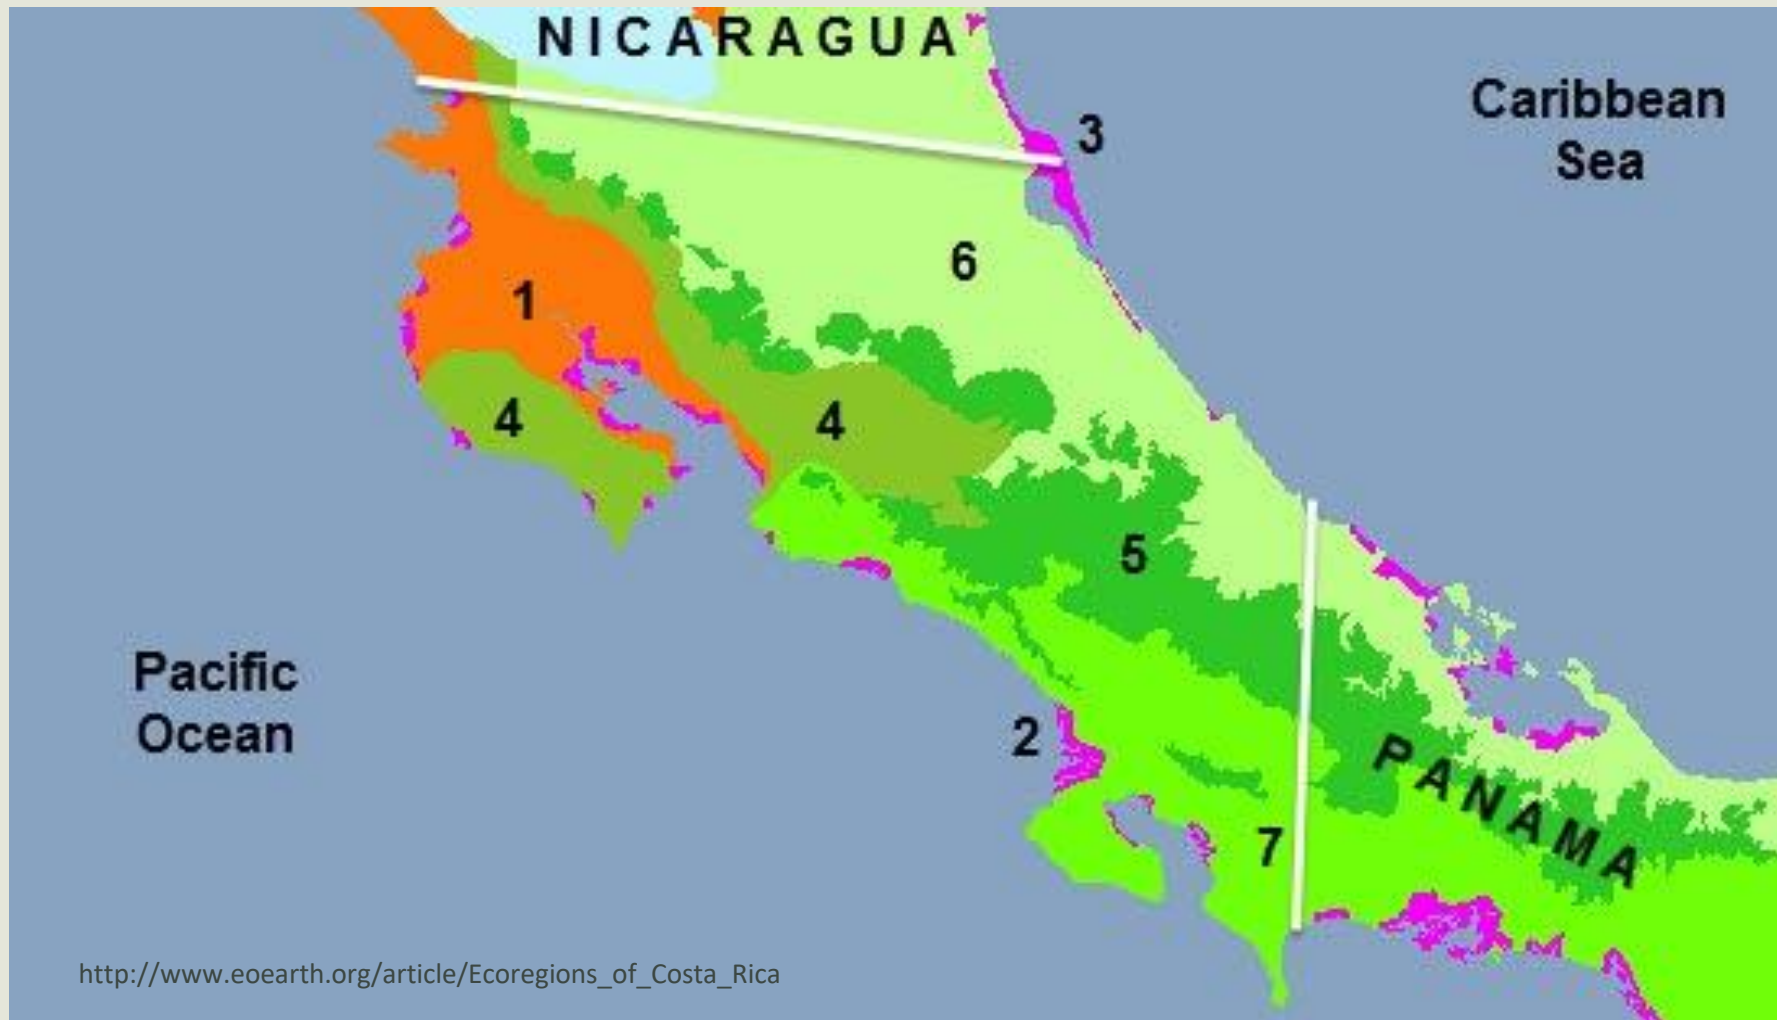 NICARAGUA
Caribbean
Sea
3
6
1
4
4
5
Pacific
Ocean
2
PANAMA
7
http://www.eoearth.org/article/Ecoregions_of_Costa_Rica